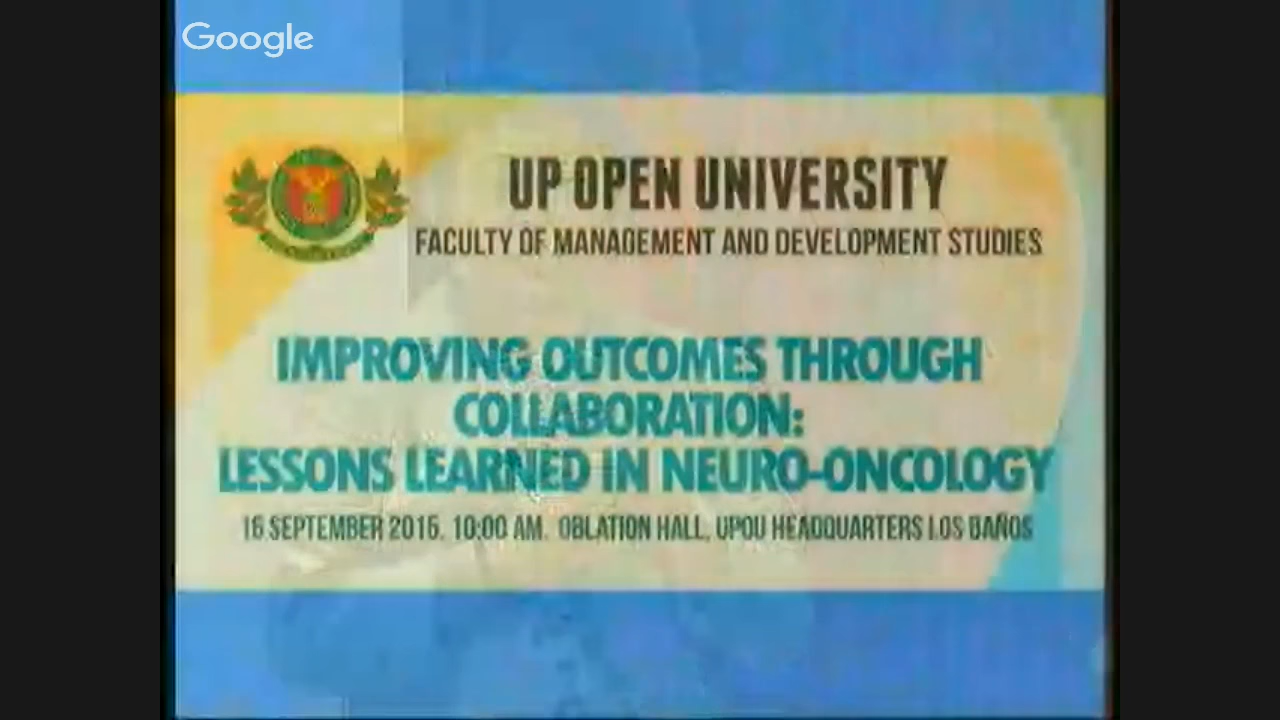 Google
UP OPEN UNIVERSITY
FACULTY OF MANAGEMENT AND DEVELOPMENT STUDIES
IMPROVING OUTCOMES THROUGH
COLLABORATION:
LESSONS LEARNED IN NEURO-ONCOLOGY
16 SEPTEMBER 2015. 10:00 AM. OBLATION HALL, UPOU HEADQUARTERS LOS BAÑOS